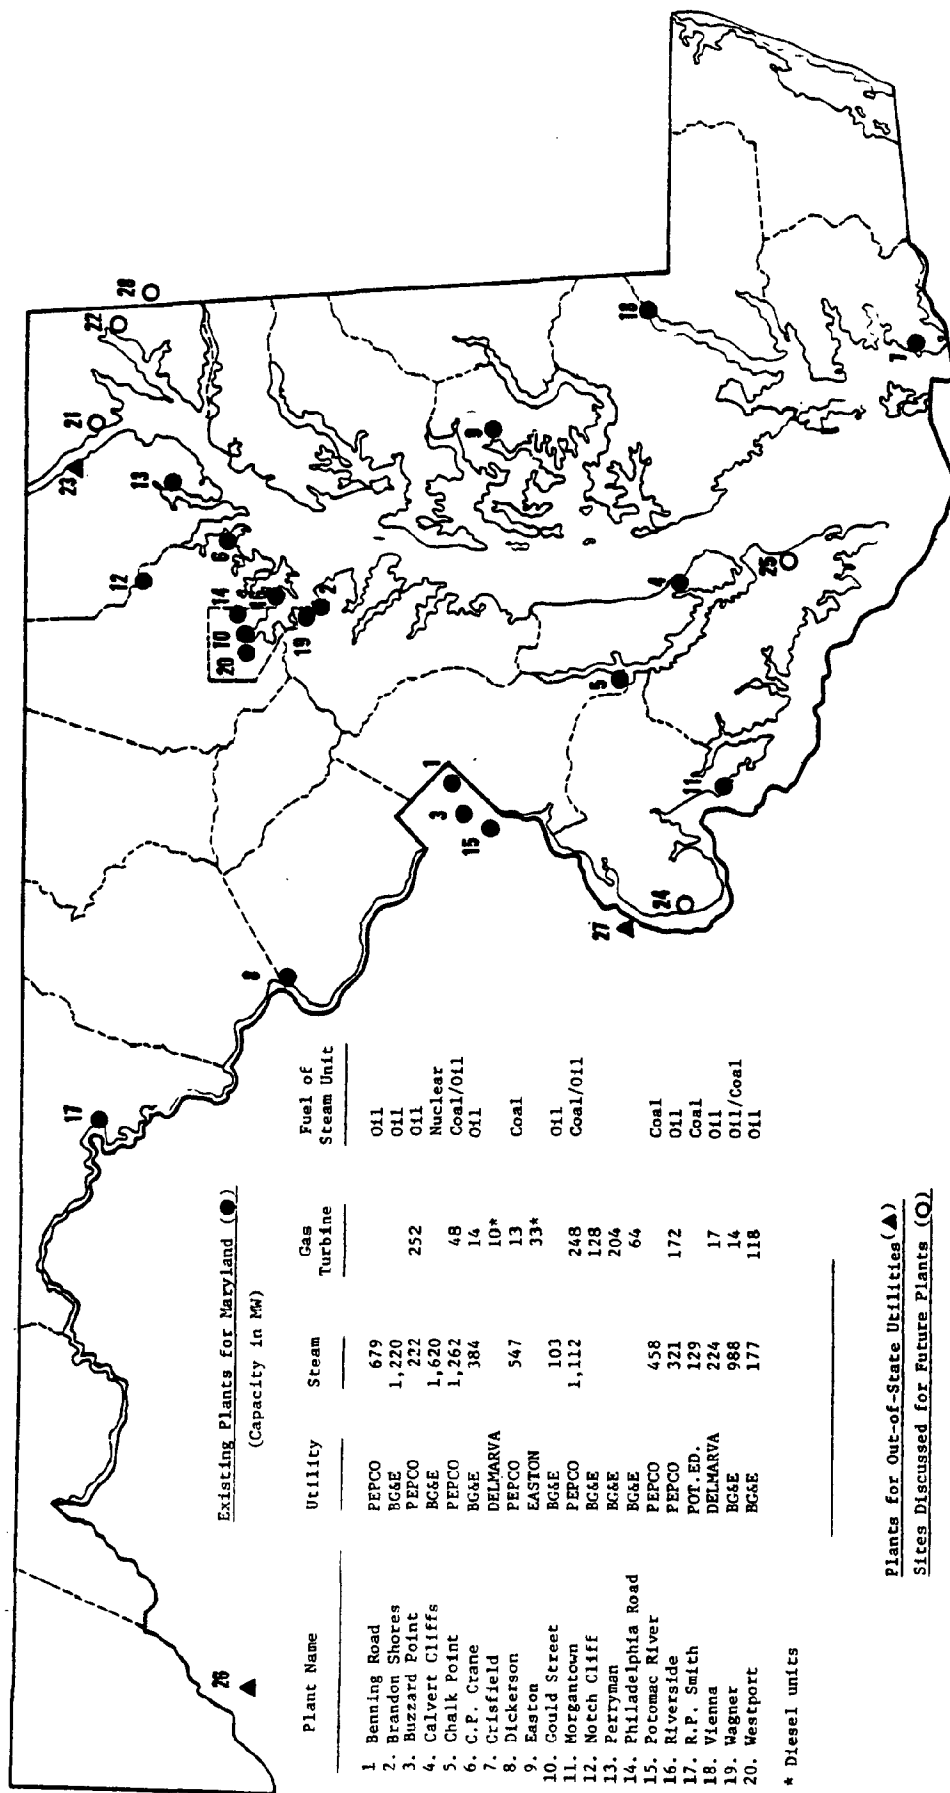 26
17
8
27
24
15
3
1
11
5
20
10
14
19
16
2
12
6
4
25
13
23
21
9
22
28
18
7
Existing Plants for Maryland (●)
(Capacity in MW)
Plant Name Utility Steam Gas Turbine Fuel of Steam Unit
1 Benning Road PEPCO 679 Oil
2. Brandon Shores BG&E 1,220 Oil
3. Buzzard Point PEPCO 222 252 Oil
4. Calvert Cliffs BG&E 1,620 Nuclear
5. Chalk Point PEPCO 1,262 48 Coal/Oil
6. C.P. Crane BG&E 384 14 Oil
7. Crisfield DELMARVA 10*
8. Dickerson PEPCO 547 13 Coal
9. Easton EASTON 33*
10. Gould Street BG&E 103 Oil
11. Morgantown PEPCO 1,112 248 Coal/Oil
12. Notch Cliff BG&E 128
13. Perryman BG&E 204
14. Philadelphia Road BG&E 64
15. Potomac River PEPCO 458 Coal
16. Riverside PEPCO 321 172 Oil
17. R.P. Smith POT.ED. 129 Coal
18. Vienna DELMARVA 224 17 Oil
19. Wagner BG&E 988 14 Oil/Coal
20. Westport BG&E 177 118 Oil
* Diesel units
Plants for Out-of-State Utilities (▲)
Sites Discussed for Future Plants (O)